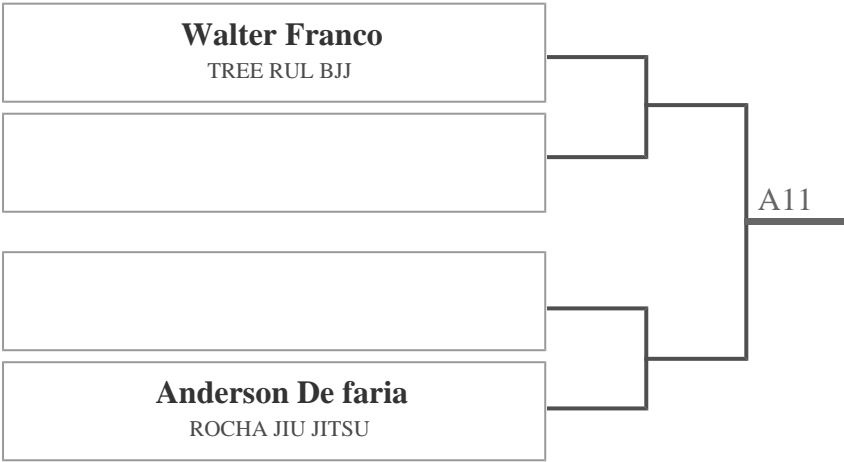 Walter Franco
TREE RUL BJJ
A11
Anderson De faria
ROCHA JIU JITSU